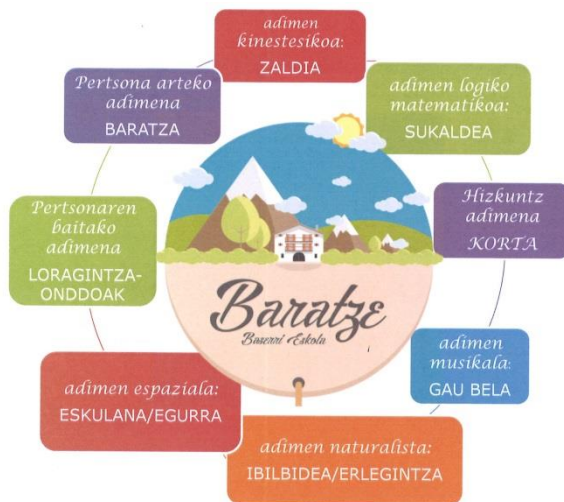 adimen
kinestesikoa:
ZALDIA
adimen logiko
matematikoa:
SUKALDEA
Hizkuntz
adimena
KORTA
adimen
musikala:
GAU BELA
adimen naturalista:
IBILBIDEA/ERLEGINTZA
adimen espaziala:
ESKULANA/EGURRA
Pertsonaren
baitako
adimena
LORAGINTZA-
ONDDOAK
Pertsona arteko
adimena
BARATZA
Baratze
Baserri Eskola